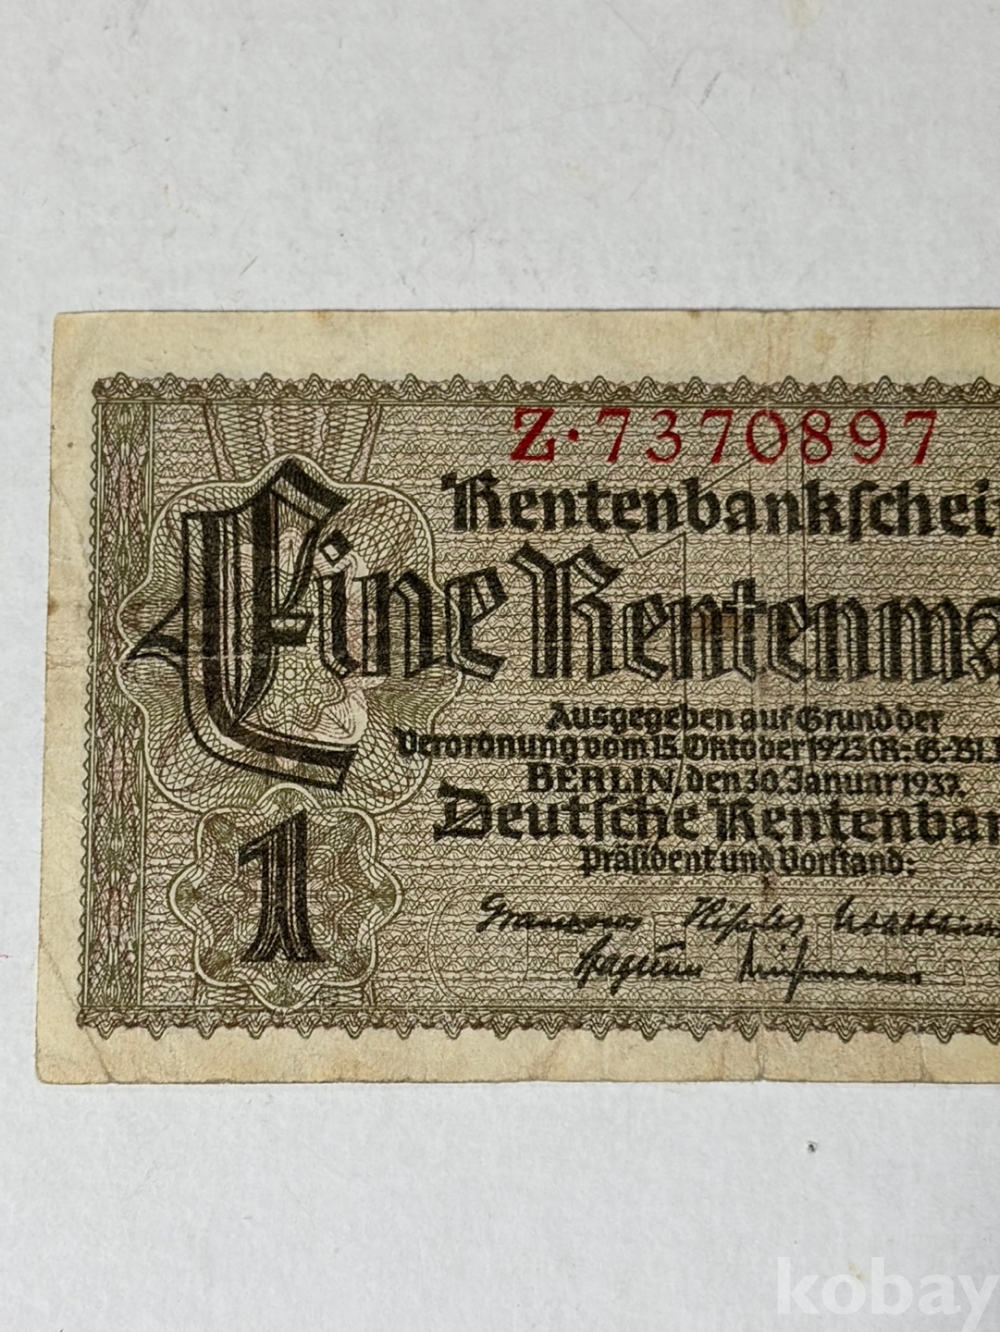 Z·7370897
Rentenbankschei
Eine Rentenma
Ausgegeben auf Grund der
Verordnung vom 15. Oktober 1923 (R.-G.-Bl.
BERLIN, den 30. Januar 1937.
Deutsche Rentenban
Präsident und Vorstand:
1
kobay